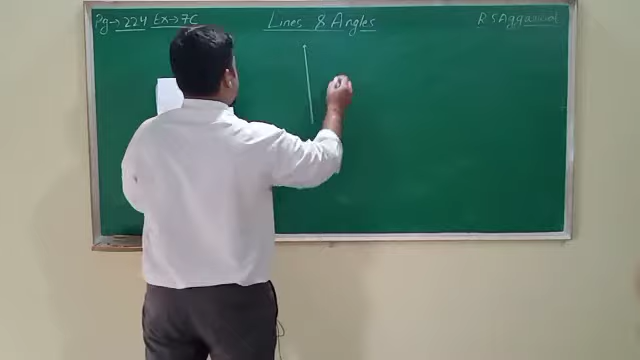 Pg→ 224 Ex→ 7C
Lines & Angles
R S Aggarwal